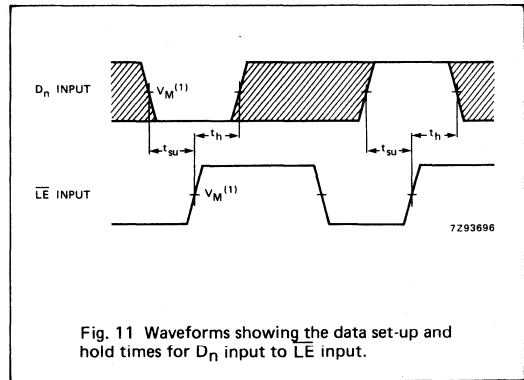 Dn INPUT
VM(1)
th
th
tsu
tsu
LE INPUT
VM(1)
7Z93696
Fig. 11 Waveforms showing the data set-up and
hold times for Dn input to LE input.